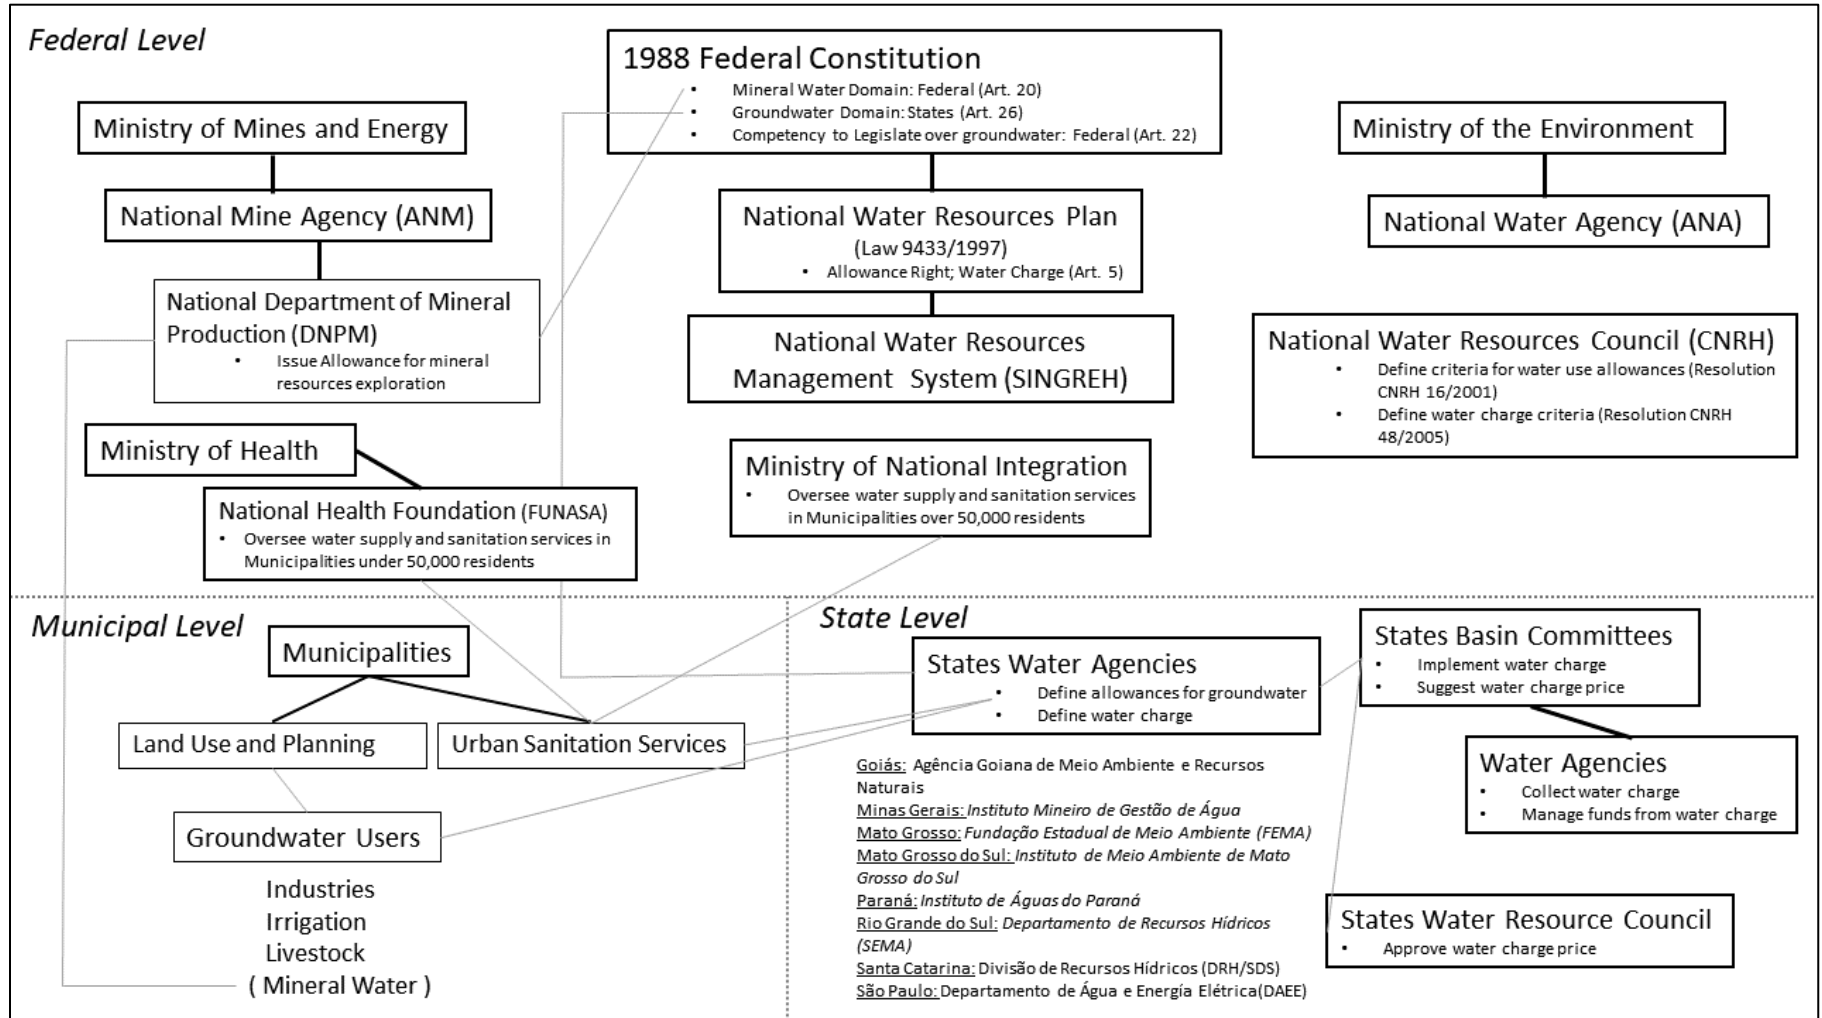 Federal Level
1988 Federal Constitution
• Mineral Water Domain: Federal (Art. 20)
• Groundwater Domain: States (Art. 26)
• Competency to Legislate over groundwater: Federal (Art. 22)
Ministry of Mines and Energy
Ministry of the Environment
National Mine Agency (ANM)
National Water Resources Plan
(Law 9433/1997)
• Allowance Right; Water Charge (Art. 5)
National Water Agency (ANA)
National Department of Mineral
Production (DNPM)
• Issue Allowance for mineral
resources exploration
National Water Resources
Management System (SINGREH)
National Water Resources Council (CNRH)
• Define criteria for water use allowances (Resolution
CNRH 16/2001)
• Define water charge criteria (Resolution CNRH
48/2005)
Ministry of Health
National Health Foundation (FUNASA)
• Oversee water supply and sanitation services in
Municipalities under 50,000 residents
Ministry of National Integration
• Oversee water supply and sanitation services
in Municipalities over 50,000 residents
Municipal Level
Municipalities
Land Use and Planning
Urban Sanitation Services
Groundwater Users
Industries
Irrigation
Livestock
( Mineral Water )
State Level
States Water Agencies
• Define allowances for groundwater
• Define water charge
Goiás: Agência Goiana de Meio Ambiente e Recursos
Naturais
Minas Gerais: Instituto Mineiro de Gestão de Água
Mato Grosso: Fundação Estadual de Meio Ambiente (FEMA)
Mato Grosso do Sul: Instituto de Meio Ambiente de Mato
Grosso do Sul
Paraná: Instituto de Águas do Paraná
Rio Grande do Sul: Departamento de Recursos Hídricos
(SEMA)
Santa Catarina: Divisão de Recursos Hídricos (DRH/SDS)
São Paulo: Departamento de Água e Energía Elétrica(DAEE)
States Basin Committees
• Implement water charge
• Suggest water charge price
Water Agencies
• Collect water charge
• Manage funds from water charge
States Water Resource Council
• Approve water charge price